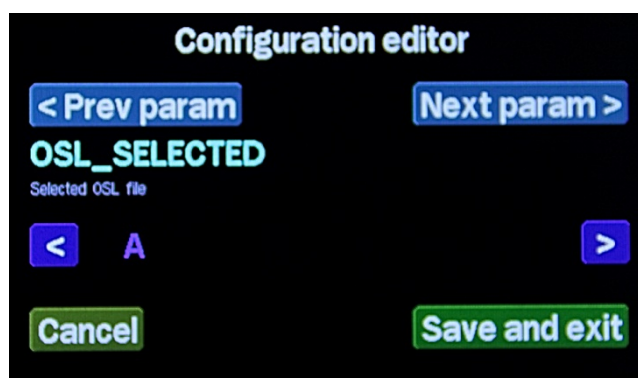 Configuration editor
< Prev param Next param >
OSL_SELECTED
Selected OSL file
< A >
Cancel Save and exit